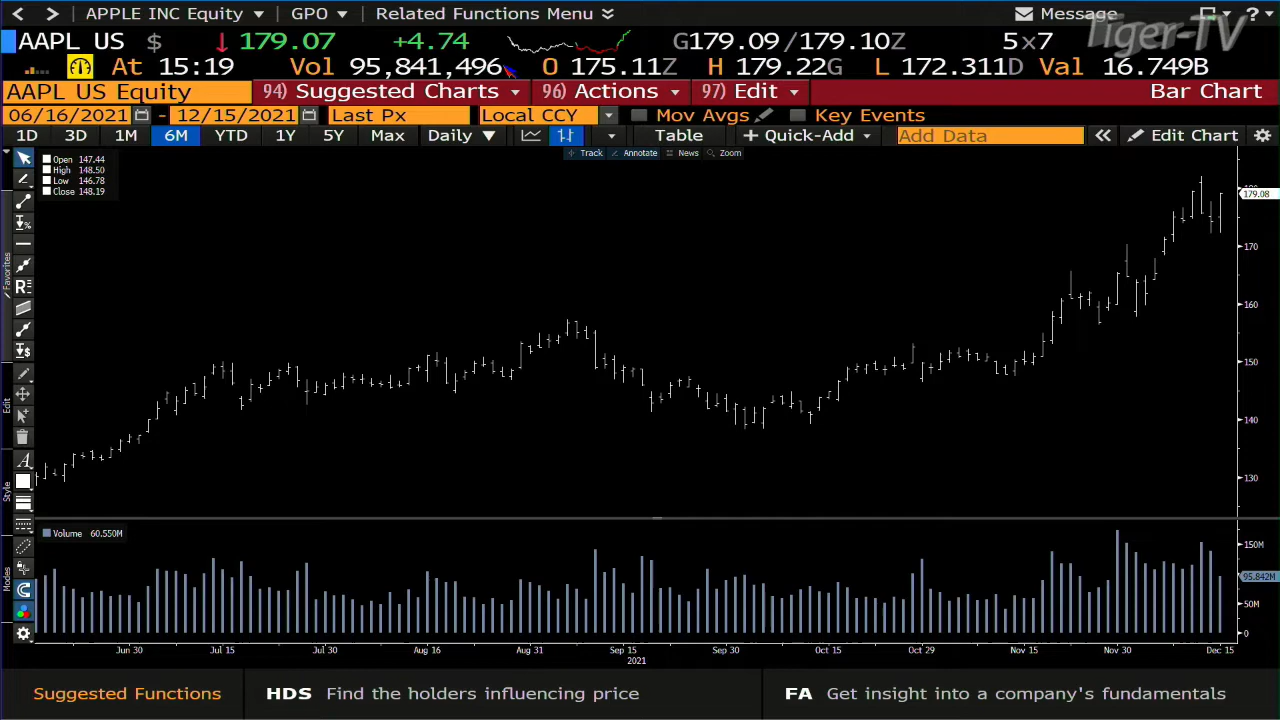 < > APPLE INC Equity GPO Related Functions Menu Message ?
AAPL US $ ↓ 179.07 +4.74 G179.09 /179.10Z 5x7
At 15:19 Vol 95,841,496 O 175.11Z H 179.22G L 172.311D Val 16.749B
AAPL US Equity 94) Suggested Charts 96) Actions 97) Edit Bar Chart
06/16/2021 - 12/15/2021 Last Px Local CCY Mov Avgs Key Events
1D 3D 1M 6M YTD 1Y 5Y Max Daily ▼ Table + Quick-Add Add Data « Edit Chart
Track Annotate News Zoom
Tiger-TV
Open 147.44
High 148.50
Low 146.78
Close 148.19
179.08
170
160
150
140
130
Favorites
Edit
Style
Modes
Volume 60.550M
150M
95.842M
50M
0
Jun 30 Jul 15 Jul 30 Aug 16 Aug 31 Sep 15 Sep 30 Oct 15 Oct 29 Nov 15 Nov 30 Dec 15
2021
Suggested Functions HDS Find the holders influencing price FA Get insight into a company's fundamentals